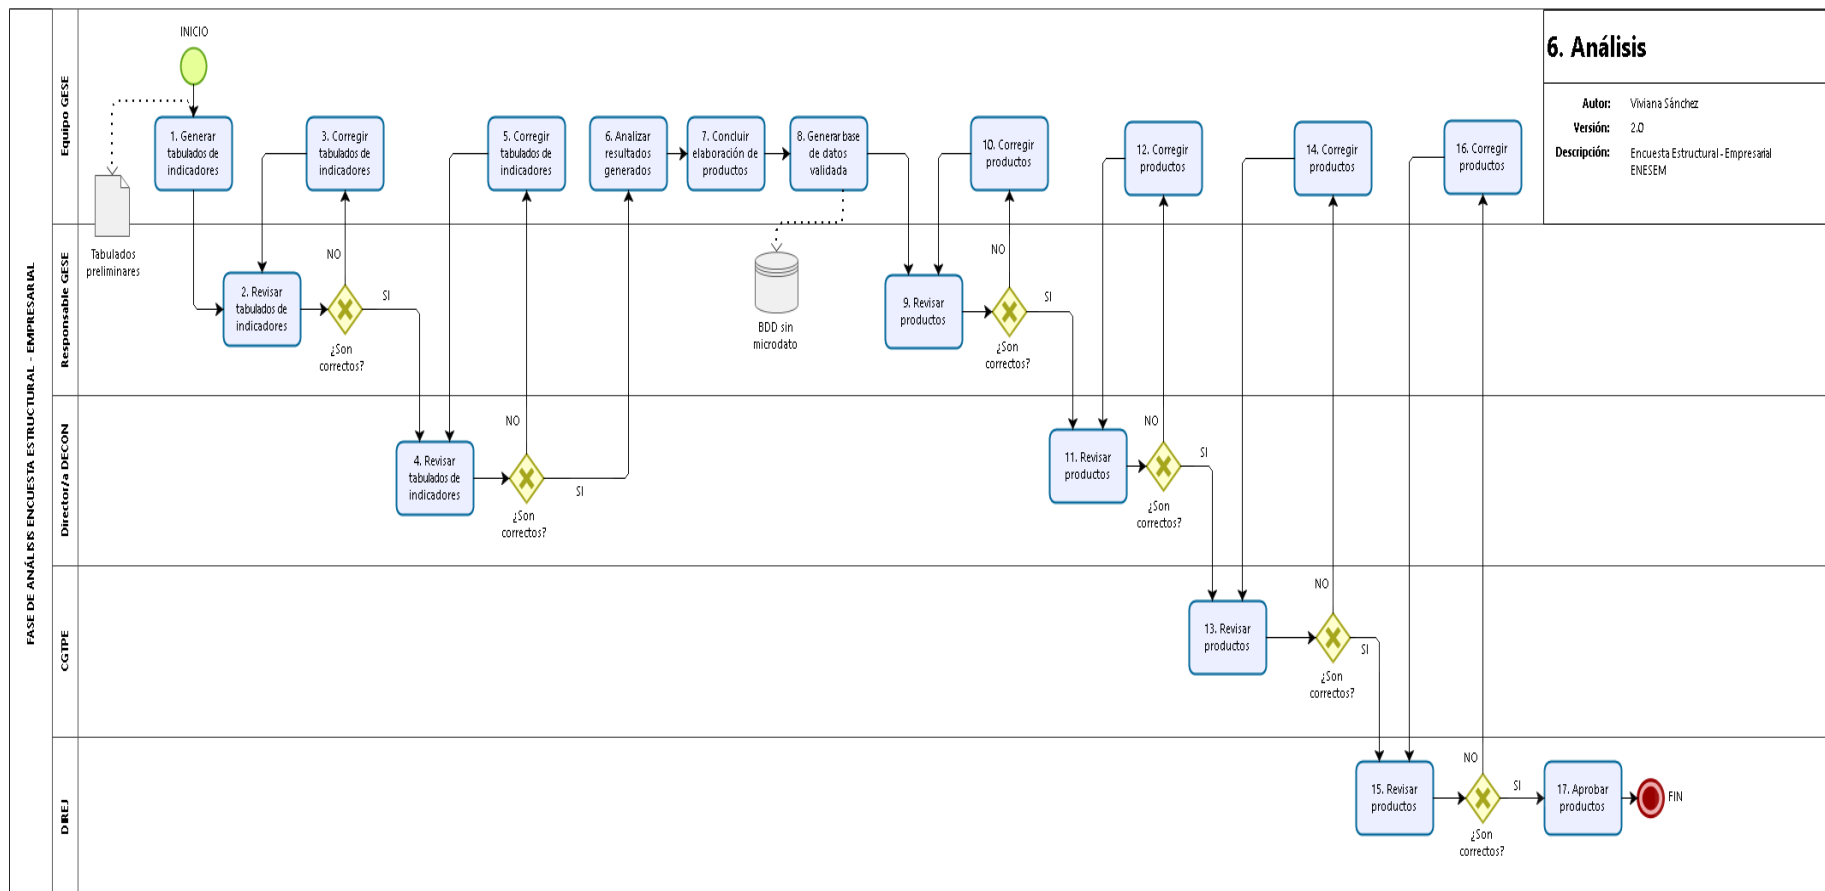 FASE DE ANÁLISIS ENCUESTA ESTRUCTURAL - EMPRESARIAL
Equipo GESE
INICIO
1. Generar
tabulados de
indicadores
Tabulados
preliminares
3. Corregir
tabulados de
indicadores
5. Corregir
tabulados de
indicadores
6. Analizar
resultados
generados
7. Concluir
elaboración de
productos
8. Generar base
de datos
validada
10. Corregir
productos
12. Corregir
productos
14. Corregir
productos
16. Corregir
productos
6. Análisis
Autor: Viviana Sánchez
Versión: 2.0
Descripción: Encuesta Estructural - Empresarial
ENESEM
Responsable GESE
2. Revisar
tabulados de
indicadores
NO
SI
¿Son
correctos?
BDD sin
microdato
9. Revisar
productos
NO
SI
¿Son
correctos?
Director/a DECON
4. Revisar
tabulados de
indicadores
NO
SI
¿Son
correctos?
11. Revisar
productos
NO
SI
¿Son
correctos?
CGTPE
13. Revisar
productos
NO
SI
¿Son
correctos?
DIREJ
15. Revisar
productos
NO
SI
¿Son
correctos?
17. Aprobar
productos
FIN